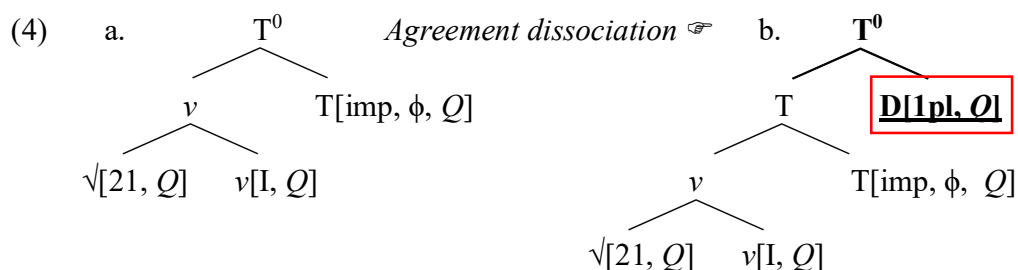 (4) a. T⁰ Agreement dissociation ☞ b. T⁰
v T[imp, ϕ, Q] T D[1pl, Q]
√[21, Q] v[I, Q] v T[imp, ϕ, Q]
√[21, Q] v[I, Q]